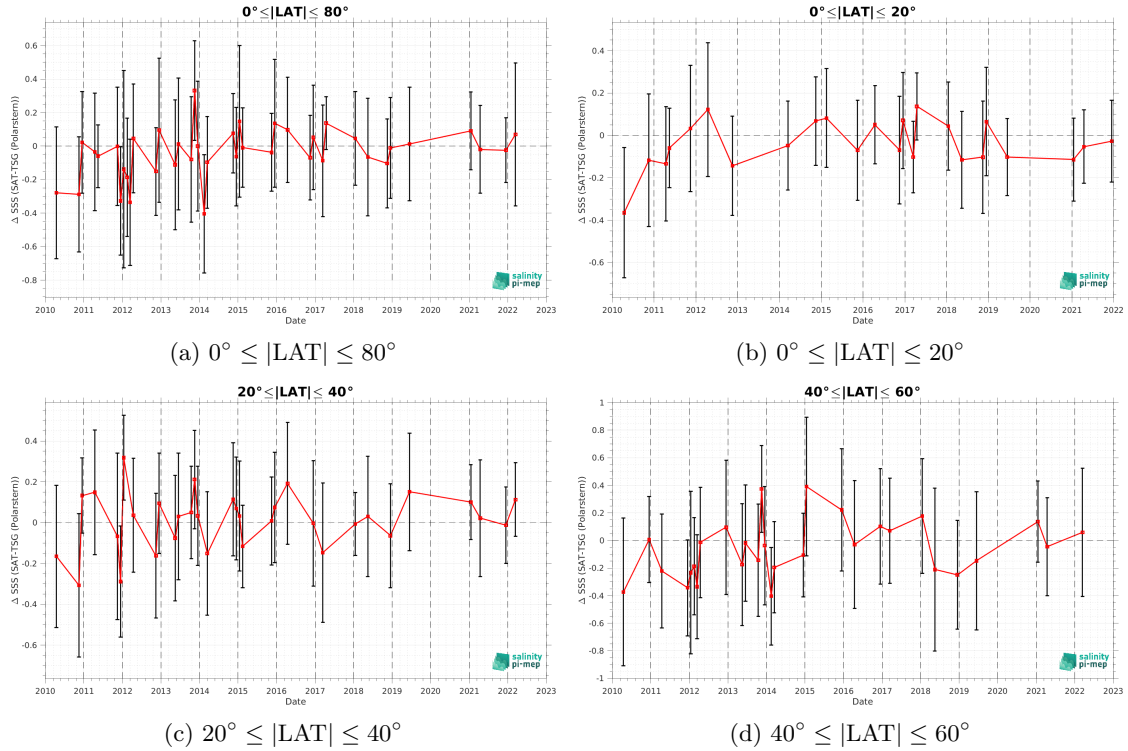 0°≤|LAT|≤ 80°
Δ SSS (SAT-TSG (Polarstern))
0.6
0.4
0.2
0
-0.2
-0.4
-0.6
-0.8
2010 2011 2012 2013 2014 2015 2016 2017 2018 2019 2020 2021 2022 2023
Date
salinity
pi-mep
(a) 0° ≤ |LAT| ≤ 80°
0°≤|LAT|≤ 20°
Δ SSS (SAT-TSG (Polarstern))
0.4
0.2
0
-0.2
-0.4
-0.6
2010 2011 2012 2013 2014 2015 2016 2017 2018 2019 2020 2021 2022
Date
salinity
pi-mep
(b) 0° ≤ |LAT| ≤ 20°
20°≤|LAT|≤ 40°
Δ SSS (SAT-TSG (Polarstern))
0.4
0.2
0
-0.2
-0.4
-0.6
2010 2011 2012 2013 2014 2015 2016 2017 2018 2019 2020 2021 2022 2023
Date
salinity
pi-mep
(c) 20° ≤ |LAT| ≤ 40°
40°≤|LAT|≤ 60°
Δ SSS (SAT-TSG (Polarstern))
1
0.8
0.6
0.4
0.2
0
-0.2
-0.4
-0.6
-0.8
-1
2010 2011 2012 2013 2014 2015 2016 2017 2018 2019 2020 2021 2022 2023
Date
salinity
pi-mep
(d) 40° ≤ |LAT| ≤ 60°